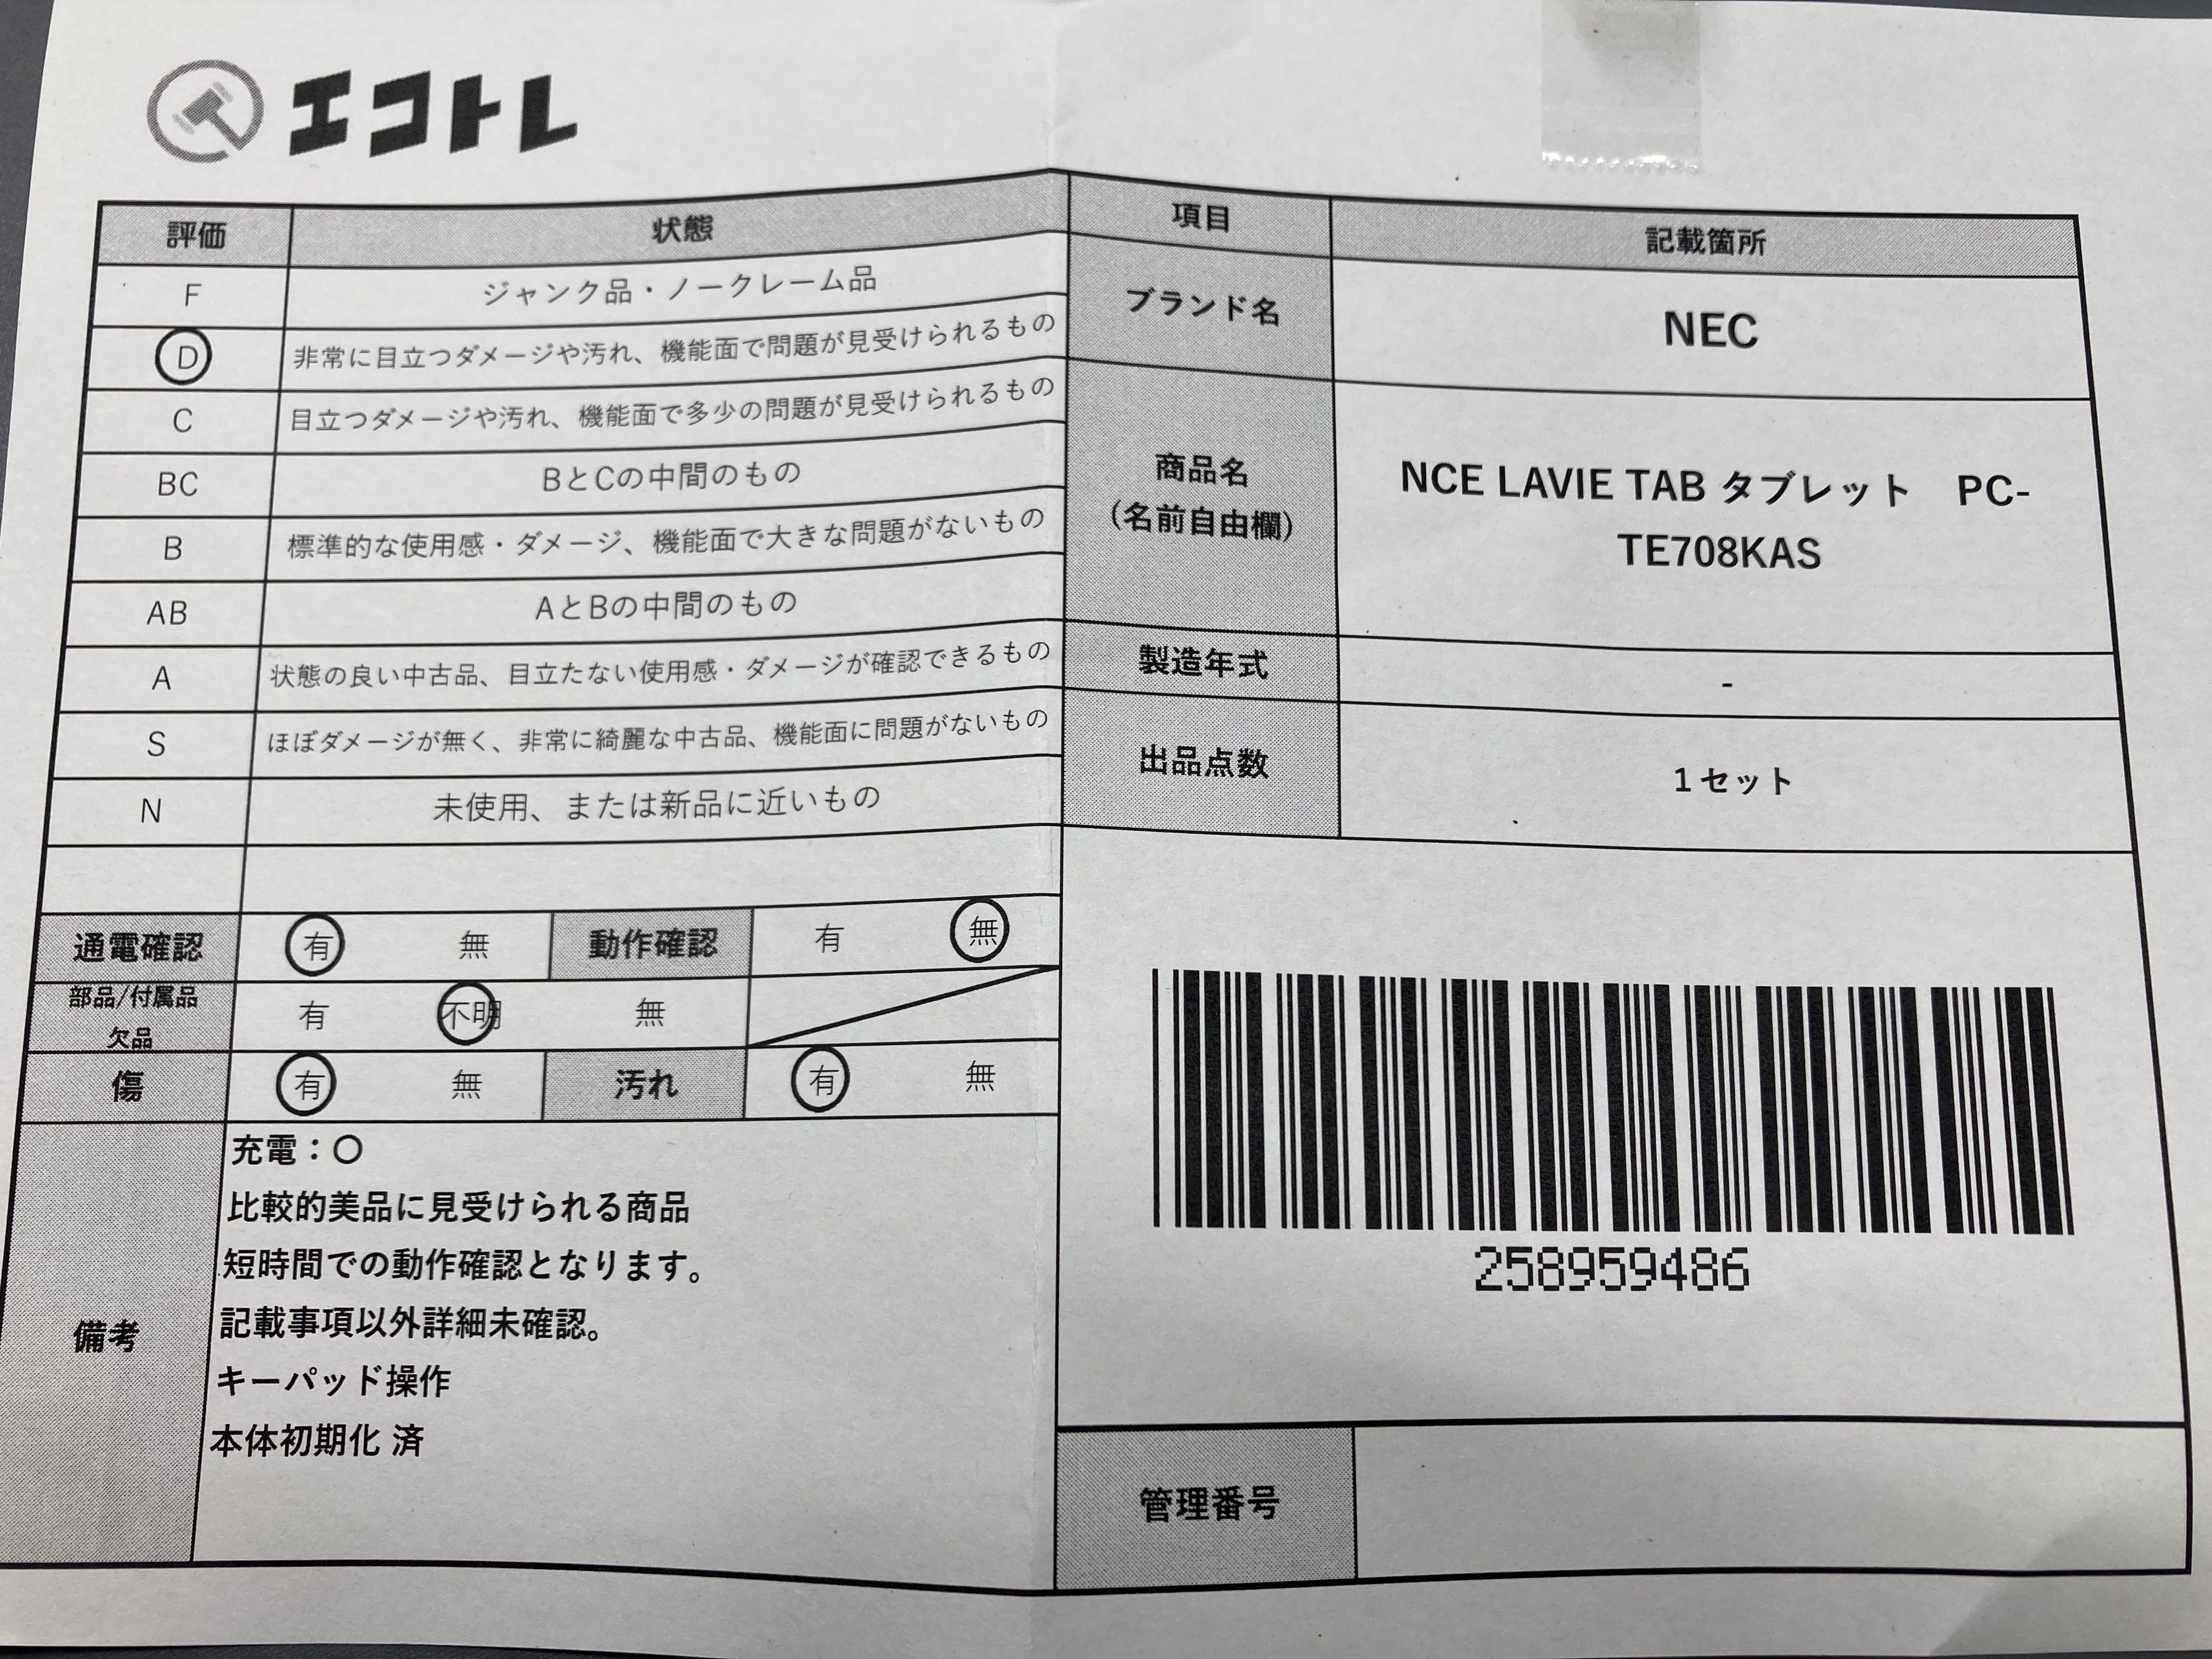 エコトレ
評価 状態
F ジャンク品・ノークレーム品
D 非常に目立つダメージや汚れ、機能面で問題が見受けられるもの
C 目立つダメージや汚れ、機能面で多少の問題が見受けられるもの
BC BとCの中間のもの
B 標準的な使用感・ダメージ、機能面で大きな問題がないもの
AB AとBの中間のもの
A 状態の良い中古品、目立たない使用感・ダメージが確認できるもの
S ほぼダメージが無く、非常に綺麗な中古品、機能面に問題がないもの
N 未使用、または新品に近いもの
通電確認 有 無 動作確認 有 無
部品/付属品
欠品 有 不明 無
傷 有 無 汚れ 有 無
備考
充電：〇
比較的美品に見受けられる商品
短時間での動作確認となります。
記載事項以外詳細未確認。
キーパッド操作
本体初期化 済
項目 記載箇所
ブランド名 NEC
商品名
(名前自由欄)
NCE LAVIE TAB タブレット　PC-
TE708KAS
製造年式 -
出品点数 1セット
258959486
管理番号